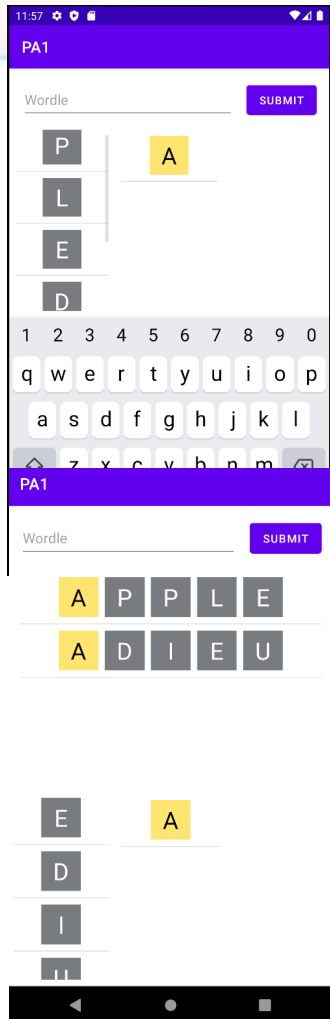 11:57
PA1
Wordle SUBMIT
P
A
L
E
D
1 2 3 4 5 6 7 8 9 0
q w e r t y u i o p
a s d f g h j k l
z x c v b n m
PA1
Wordle SUBMIT
A P P L E
A D I E U
E A
D
I
U